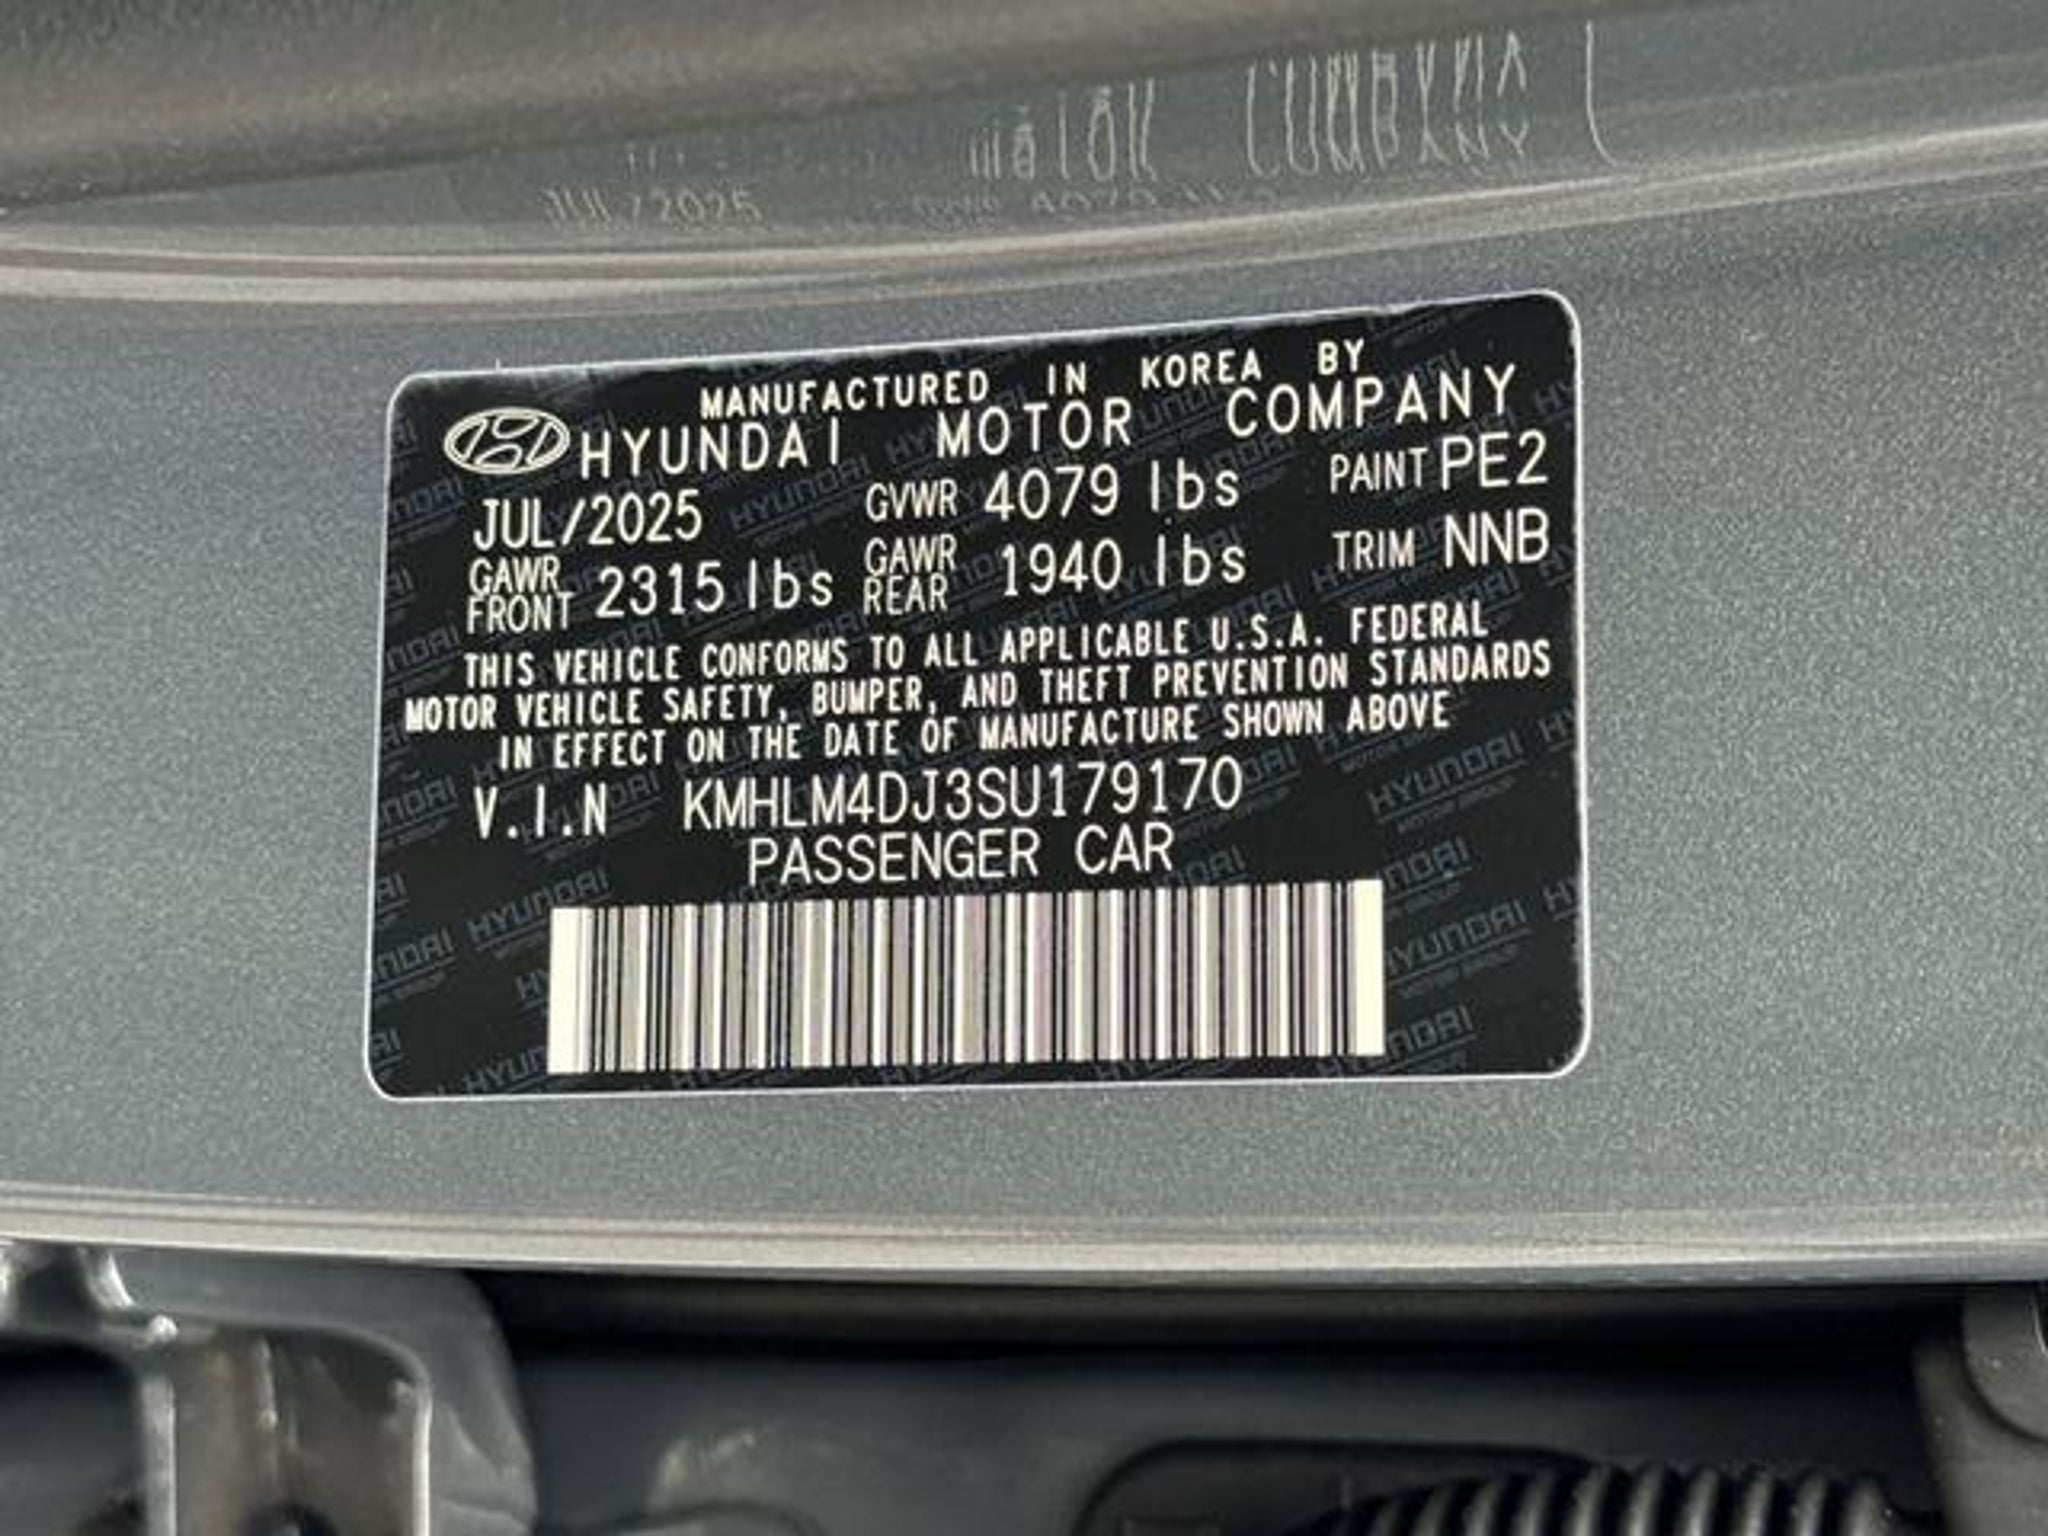 MANUFACTURED IN KOREA BY
HYUNDAI MOTOR COMPANY
JUL/2025 GVWR 4079 lbs PAINT PE2
GAWR FRONT 2315 lbs GAWR REAR 1940 lbs TRIM NNB
THIS VEHICLE CONFORMS TO ALL APPLICABLE U.S.A. FEDERAL
MOTOR VEHICLE SAFETY, BUMPER, AND THEFT PREVENTION STANDARDS
IN EFFECT ON THE DATE OF MANUFACTURE SHOWN ABOVE
V.I.N KMHLM4DJ3SU179170
PASSENGER CAR